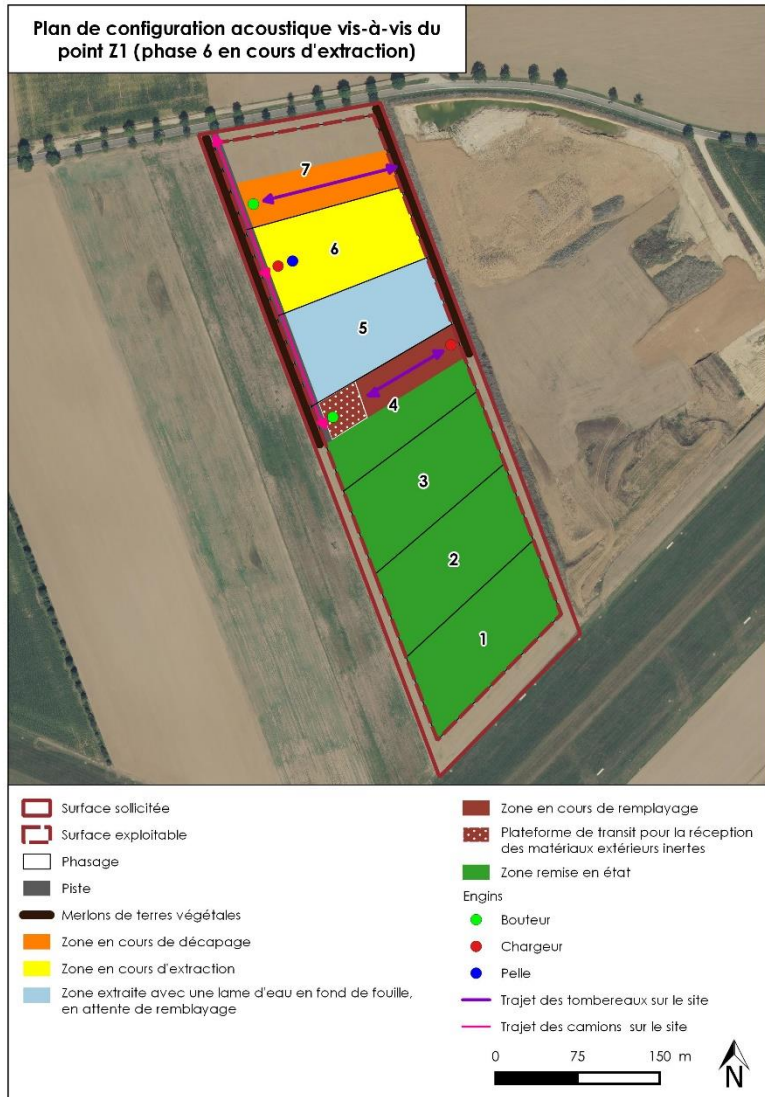 Plan de configuration acoustique vis-à-vis du
point Z1 (phase 6 en cours d'extraction)
7
6
5
4
3
2
1
Surface sollicitée
Surface exploitable
Phasage
Piste
Merlons de terres végétales
Zone en cours de décapage
Zone en cours d'extraction
Zone extraite avec une lame d'eau en fond de fouille,
en attente de remblayage
Zone en cours de remplayage
Plateforme de transit pour la réception
des matériaux extérieurs inertes
Zone remise en état
Engins
Bouteur
Chargeur
Pelle
Trajet des tombereaux sur le site
Trajet des camions sur le site
0 75 150 m
N